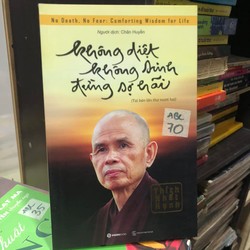 No Death, No Fear: Comforting Wisdom for Life
Người dịch: Chân Huyền
không diệt
không sinh
đừng sợ hãi
(Tái bản lần thứ mười hai)
ABL
70
Thích
Nhất
Hạnh
35